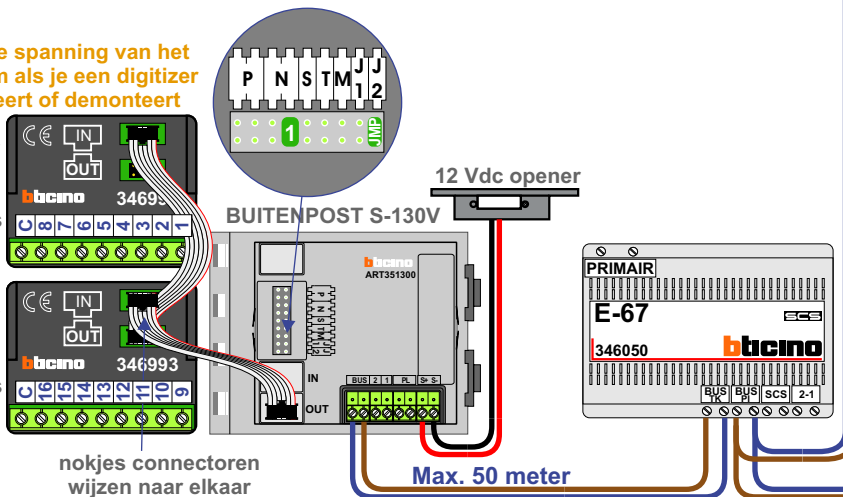 e spanning van het
als je een digitizer
eert of demonteert
P N S T M J1 J2
1 JMP
IN
OUT
bticino
C 8 7 6 5 4 3 2 1
12 Vdc opener
BUITENPOST S-130V
bticino
ART351300
P N S T M J1 J2
IN
OUT
BUS 2 1 PL S+ S-
IN
OUT
bticino 346993
C 16 15 14 13 12 11 10 9
nokjes connectoren
wijzen naar elkaar
Max. 50 meter
PRIMAIR
E-67
SCS
346050
bticino
BUS TK BUS PI SCS 2-1